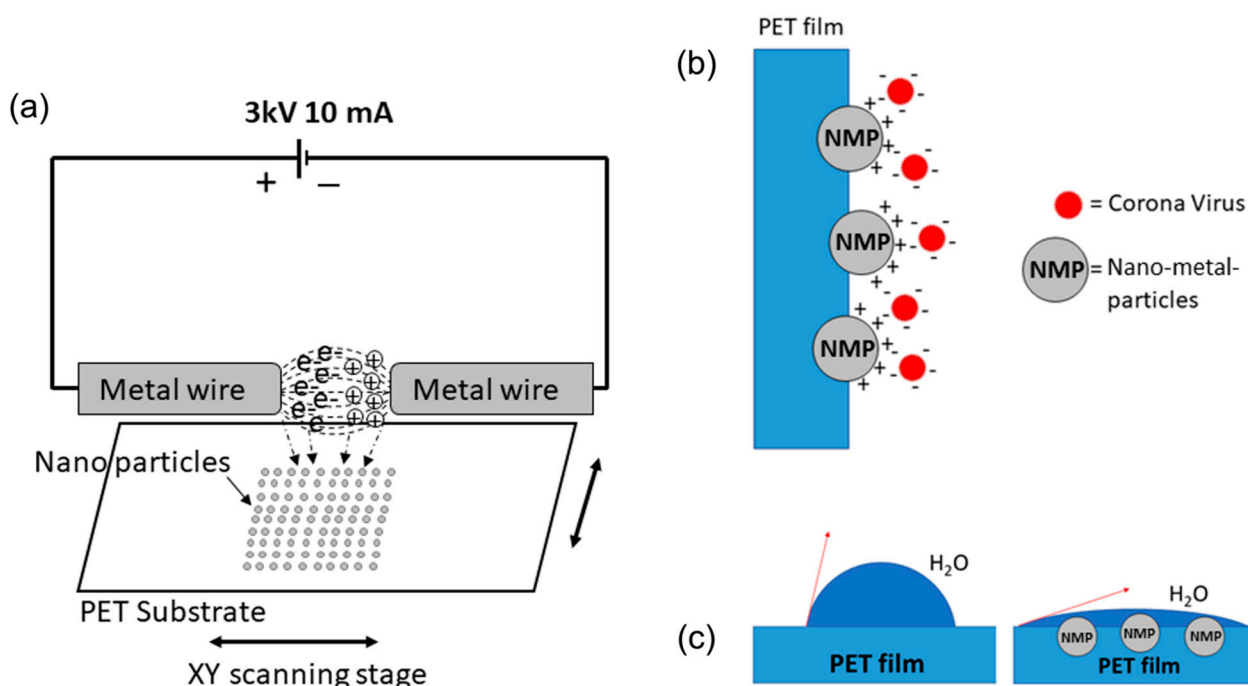 (a)
3kV 10 mA
+ −
Metal wire
e- e-
e- e-
e- e-
e- e-
e
+ + + + + + + +
Metal wire
Nano particles
PET Substrate
XY scanning stage
(b)
PET film
NMP
NMP
NMP
= Corona Virus
NMP = Nano-metal-
particles
(c)
H₂O
PET film
H₂O
NMP NMP NMP
PET film